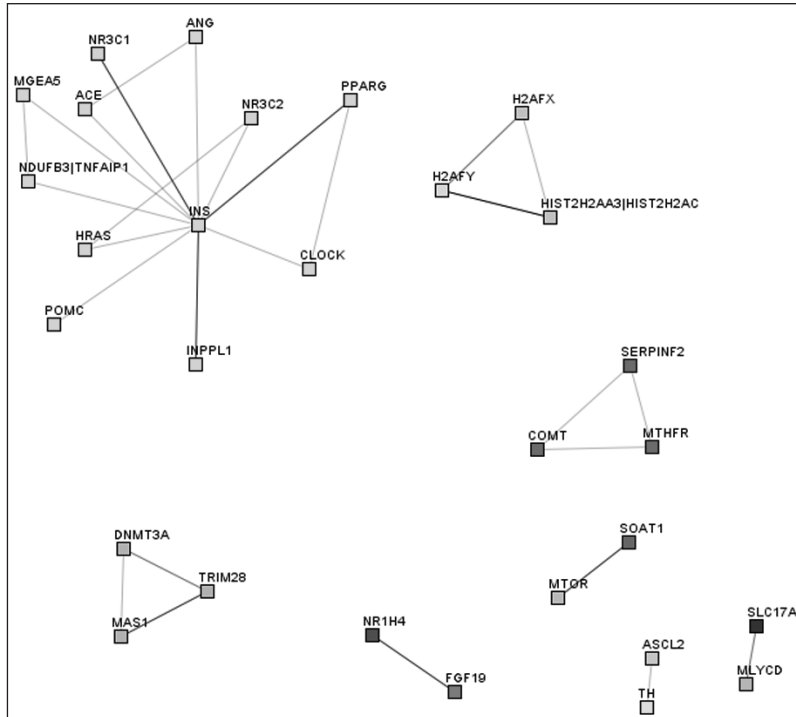 ANG
NR3C1
MGEA5
ACE
NR3C2
PPARG
H2AFX
NDUFB3|TNFAIP1
H2AFY
INS
HIST2H2AA3|HIST2H2AC
HRAS
CLOCK
POMC
INPPL1
SERPINF2
COMT
MTHFR
DNMT3A
SOAT1
TRIM28
MTOR
MAS1
NR1H4
SLC17A
ASCL2
FGF19
MLYCD
TH